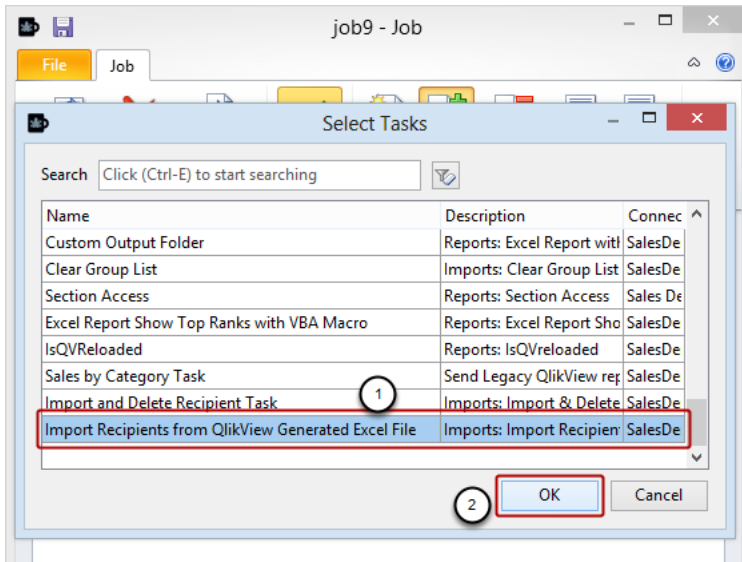 job9 - Job
File Job
Select Tasks
Search Click (Ctrl-E) to start searching
Name Description Connec
Custom Output Folder Reports: Excel Report with SalesDe
Clear Group List Imports: Clear Group List SalesDe
Section Access Reports: Section Access Sales De
Excel Report Show Top Ranks with VBA Macro Reports: Excel Report Sho SalesDe
IsQVReloaded Reports: IsQVreloaded SalesDe
Sales by Category Task Send Legacy QlikView rep SalesDe
1
Import and Delete Recipient Task Imports: Import & Delete SalesDe
Import Recipients from QlikView Generated Excel File Imports: Import Recipien SalesDe
2 OK Cancel